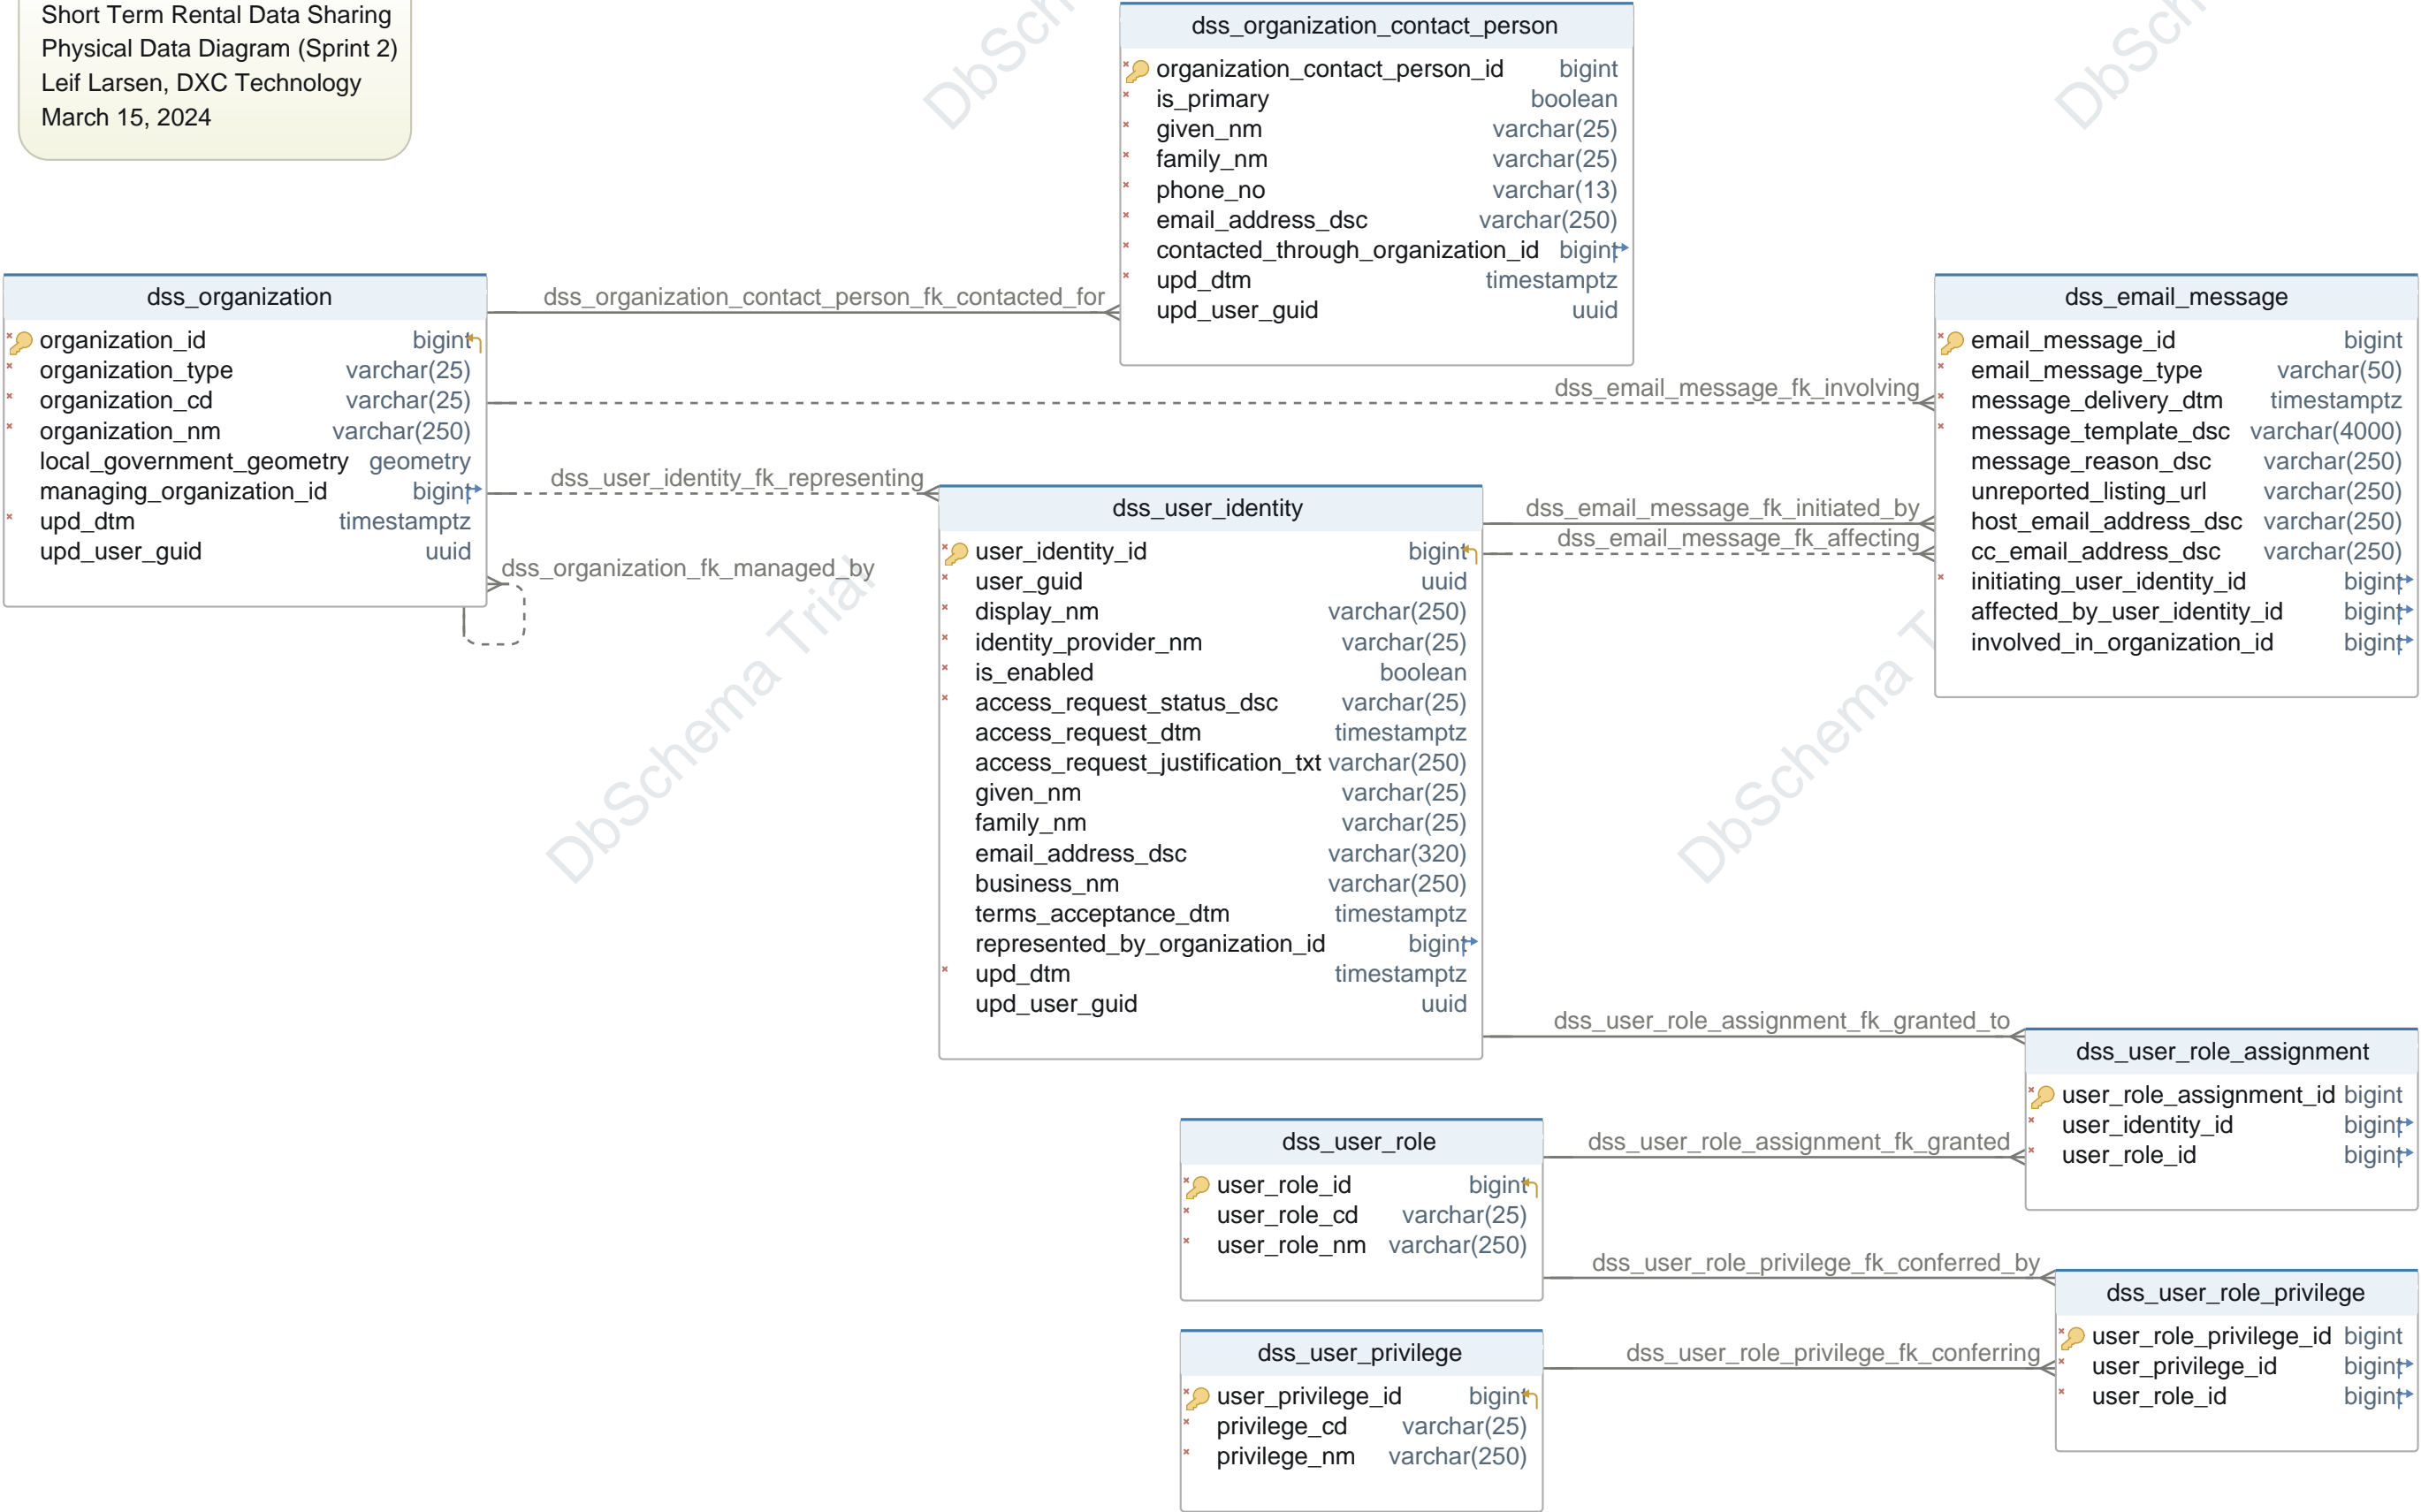 Short Term Rental Data Sharing
Physical Data Diagram (Sprint 2)
Leif Larsen, DXC Technology
March 15, 2024
DbSch
DbSch
dss_organization_contact_person
organization_contact_person_id bigint
is_primary boolean
given_nm varchar(25)
family_nm varchar(25)
phone_no varchar(13)
email_address_dsc varchar(250)
contacted_through_organization_id bigint
upd_dtm timestamptz
upd_user_guid uuid
dss_organization
organization_id bigint
organization_type varchar(25)
organization_cd varchar(25)
organization_nm varchar(250)
local_government_geometry geometry
managing_organization_id bigint
upd_dtm timestamptz
upd_user_guid uuid
dss_organization_contact_person_fk_contacted_for
dss_email_message_fk_involving
dss_user_identity_fk_representing
dss_organization_fk_managed_by
dss_email_message
email_message_id bigint
email_message_type varchar(50)
message_delivery_dtm timestamptz
message_template_dsc varchar(4000)
message_reason_dsc varchar(250)
unreported_listing_url varchar(250)
host_email_address_dsc varchar(250)
cc_email_address_dsc varchar(250)
initiating_user_identity_id bigint
affected_by_user_identity_id bigint
involved_in_organization_id bigint
dss_email_message_fk_initiated_by
dss_email_message_fk_affecting
dss_user_identity
user_identity_id bigint
user_guid uuid
display_nm varchar(250)
identity_provider_nm varchar(25)
is_enabled boolean
access_request_status_dsc varchar(25)
access_request_dtm timestamptz
access_request_justification_txt varchar(250)
given_nm varchar(25)
family_nm varchar(25)
email_address_dsc varchar(320)
business_nm varchar(250)
terms_acceptance_dtm timestamptz
represented_by_organization_id bigint
upd_dtm timestamptz
upd_user_guid uuid
DbSchema Trial
DbSchema T
dss_user_role_assignment_fk_granted_to
dss_user_role_assignment
user_role_assignment_id bigint
user_identity_id bigint
user_role_id bigint
dss_user_role_assignment_fk_granted
dss_user_role
user_role_id bigint
user_role_cd varchar(25)
user_role_nm varchar(250)
dss_user_role_privilege_fk_conferred_by
dss_user_role_privilege
user_role_privilege_id bigint
user_privilege_id bigint
user_role_id bigint
dss_user_role_privilege_fk_conferring
dss_user_privilege
user_privilege_id bigint
privilege_cd varchar(25)
privilege_nm varchar(250)